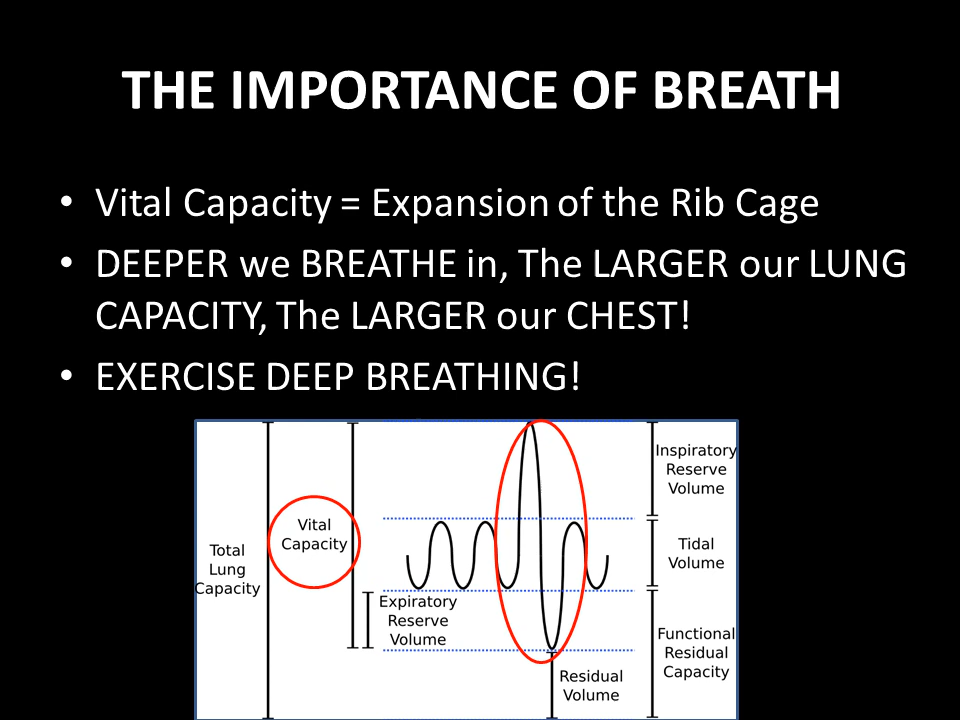 THE IMPORTANCE OF BREATH
• Vital Capacity = Expansion of the Rib Cage
• DEEPER we BREATHE in, The LARGER our LUNG
CAPACITY, The LARGER our CHEST!
• EXERCISE DEEP BREATHING!
Total
Lung
Capacity
Vital
Capacity
Expiratory
Reserve
Volume
Residual
Volume
Inspiratory
Reserve
Volume
Tidal
Volume
Functional
Residual
Capacity